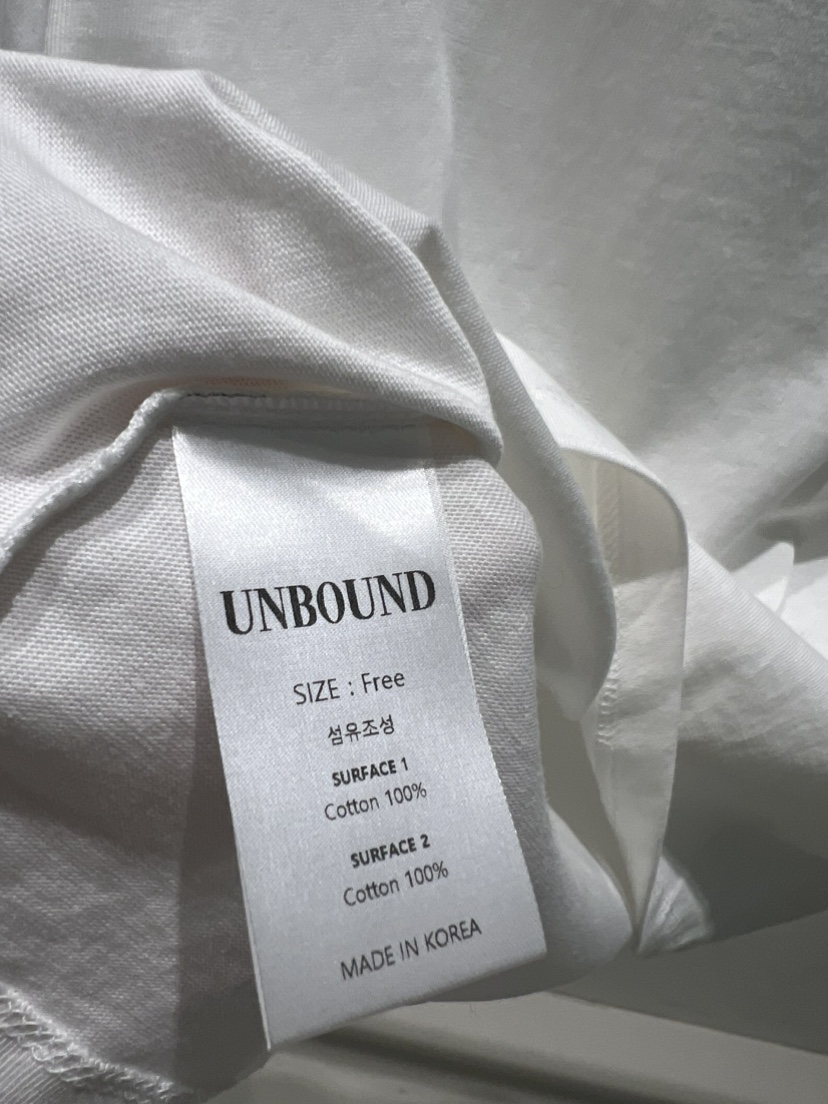 UNBOUND
SIZE : Free
섬유조성
SURFACE 1
Cotton 100%
SURFACE 2
Cotton 100%
MADE IN KOREA